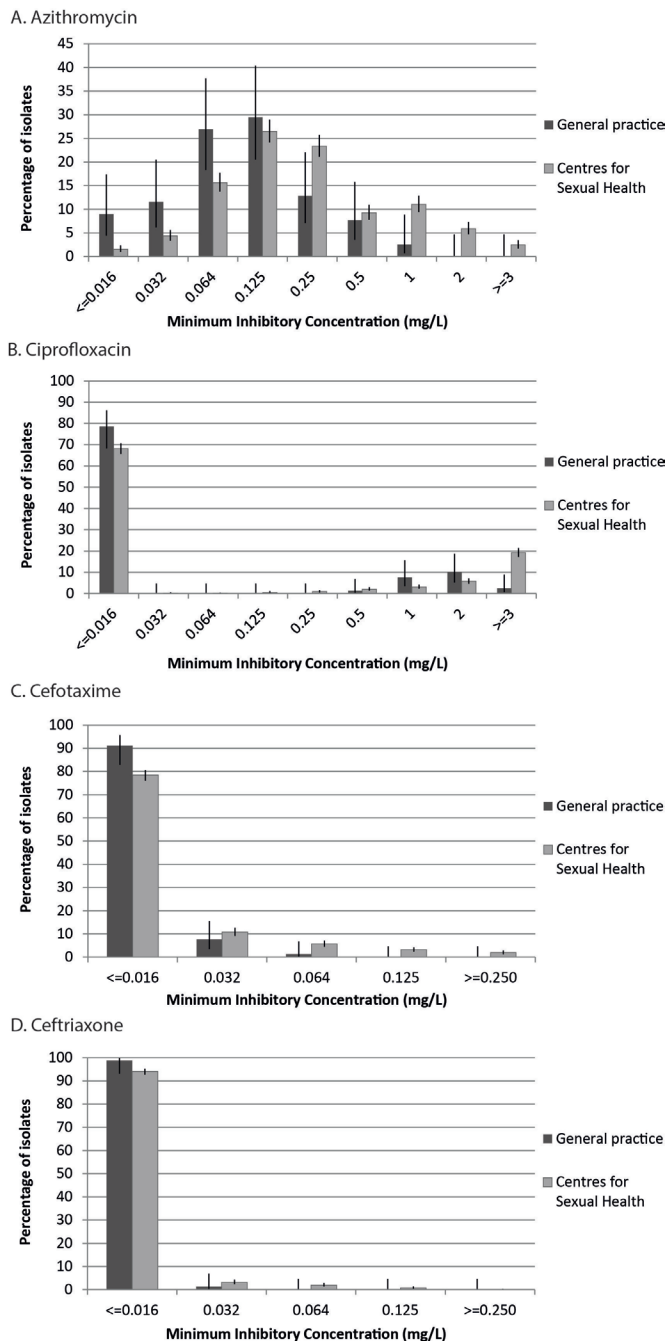 A. Azithromycin
45
40
35
30
25
20
15
10
5
0
Percentage of isolates
<=0.016
0.032
0.064
0.125
0.25
0.5
1
2
>=3
Minimum Inhibitory Concentration (mg/L)
General practice
Centres for
Sexual Health
B. Ciprofloxacin
100
90
80
70
60
50
40
30
20
10
0
Percentage of isolates
<=0.016
0.032
0.064
0.125
0.25
0.5
1
2
>=3
Minimum Inhibitory Concentration (mg/L)
General practice
Centres for
Sexual Health
C. Cefotaxime
100
90
80
70
60
50
40
30
20
10
0
Percentage of isolates
<=0.016 0.032 0.064 0.125 >=0.250
Minimum Inhibitory Concentration (mg/L)
General practice
Centres for
Sexual Health
D. Ceftriaxone
100
90
80
70
60
50
40
30
20
10
0
Percentage of isolates
<=0.016 0.032 0.064 0.125 >=0.250
Minimum Inhibitory Concentration (mg/L)
General practice
Centres for
Sexual Health